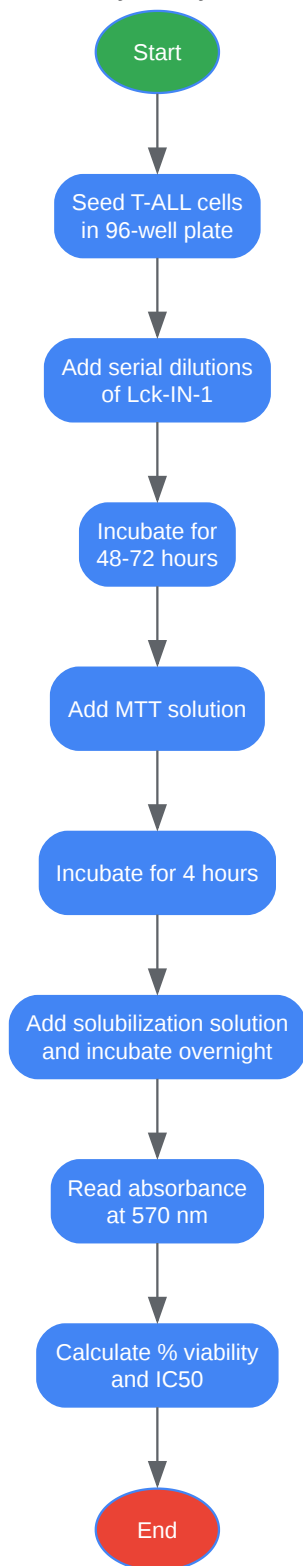 Start
Seed T-ALL cells
in 96-well plate
Add serial dilutions
of Lck-IN-1
Incubate for
48-72 hours
Add MTT solution
Incubate for 4 hours
Add solubilization solution
and incubate overnight
Read absorbance
at 570 nm
Calculate % viability
and IC50
End